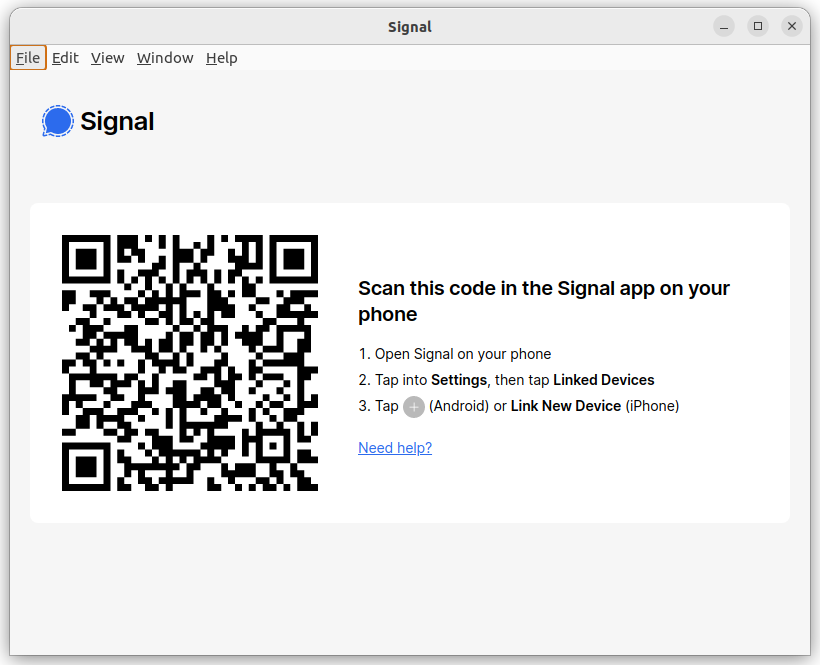 Signal
File Edit View Window Help
Signal
Scan this code in the Signal app on your
phone
1. Open Signal on your phone
2. Tap into Settings, then tap Linked Devices
3. Tap + (Android) or Link New Device (iPhone)
Need help?